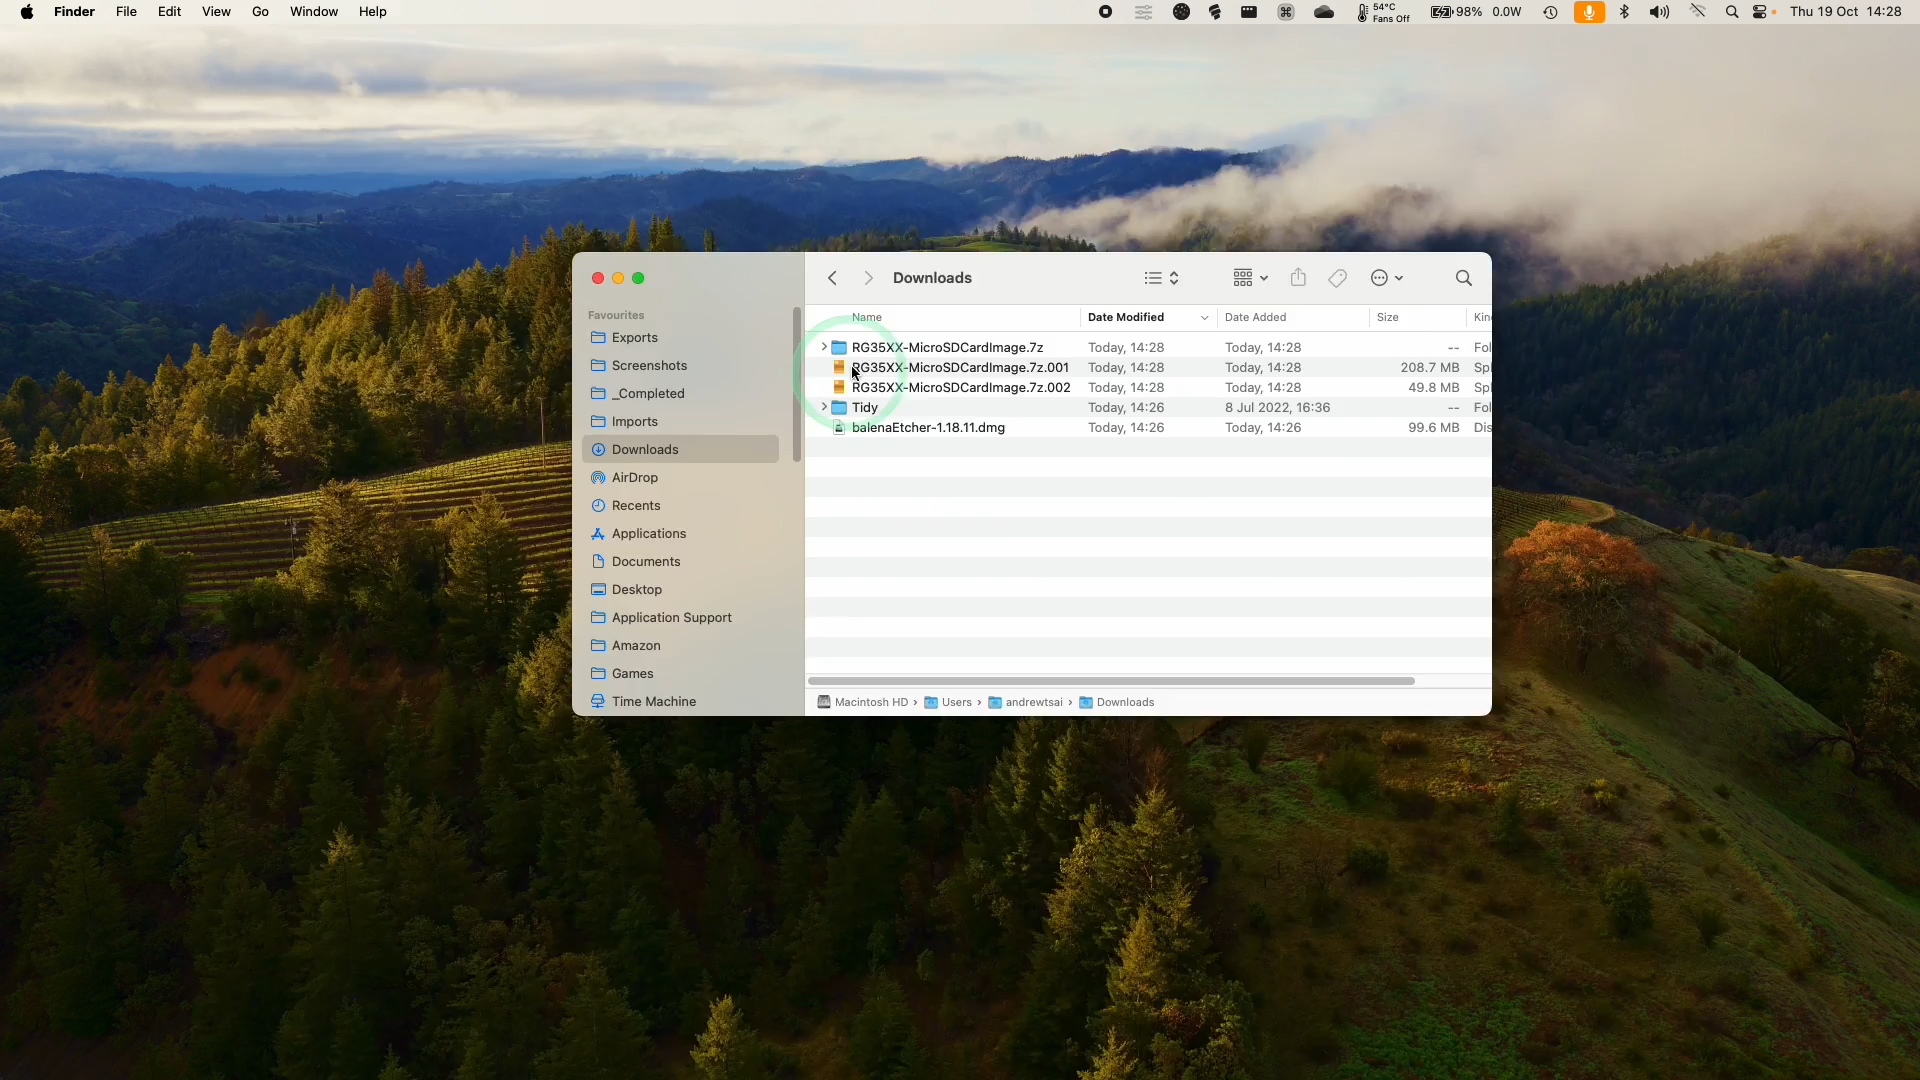 Finder File Edit View Go Window Help 54°C Fans Off 98% 0.0W Thu 19 Oct 14:28
Downloads
Favourites
Exports
Screenshots
_Completed
Imports
Downloads
AirDrop
Recents
Applications
Documents
Desktop
Application Support
Amazon
Games
Time Machine
Name Date Modified Date Added Size
RG35XX-MicroSDCardImage.7z Today, 14:28 Today, 14:28 -- Fol
RG35XX-MicroSDCardImage.7z.001 Today, 14:28 Today, 14:28 208.7 MB Spl
RG35XX-MicroSDCardImage.7z.002 Today, 14:28 Today, 14:28 49.8 MB Spl
Tidy Today, 14:26 8 Jul 2022, 16:36 -- Fol
balenaEtcher-1.18.11.dmg Today, 14:26 Today, 14:26 99.6 MB Dis
Macintosh HD › Users › andrewtsai › Downloads